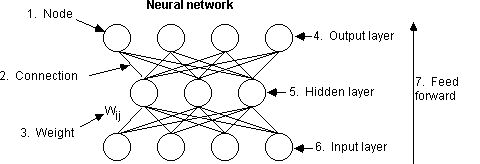 Neural network
1. Node
4. Output layer
2. Connection
7. Feed
forward
5. Hidden layer
Wij
3. Weight
6. Input layer